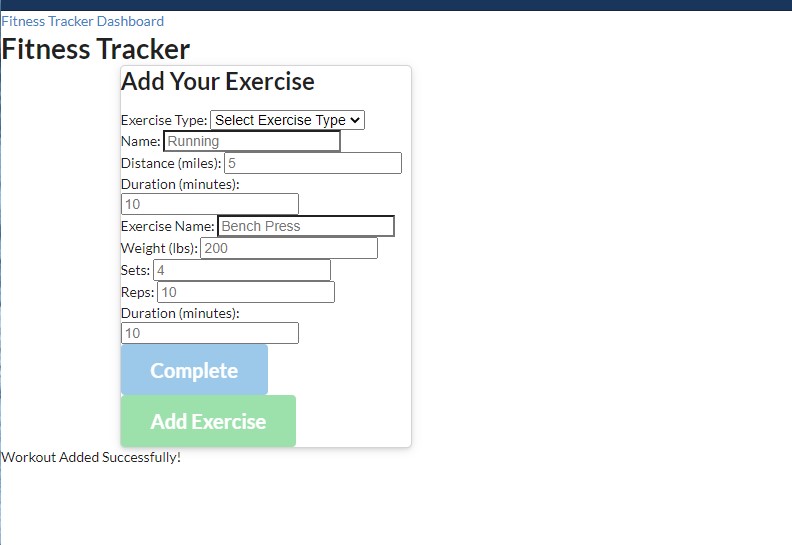 Fitness Tracker Dashboard
Fitness Tracker
Add Your Exercise
Exercise Type: Select Exercise Type
Name: Running
Distance (miles): 5
Duration (minutes):
10
Exercise Name: Bench Press
Weight (lbs): 200
Sets: 4
Reps: 10
Duration (minutes):
10
Complete
Add Exercise
Workout Added Successfully!